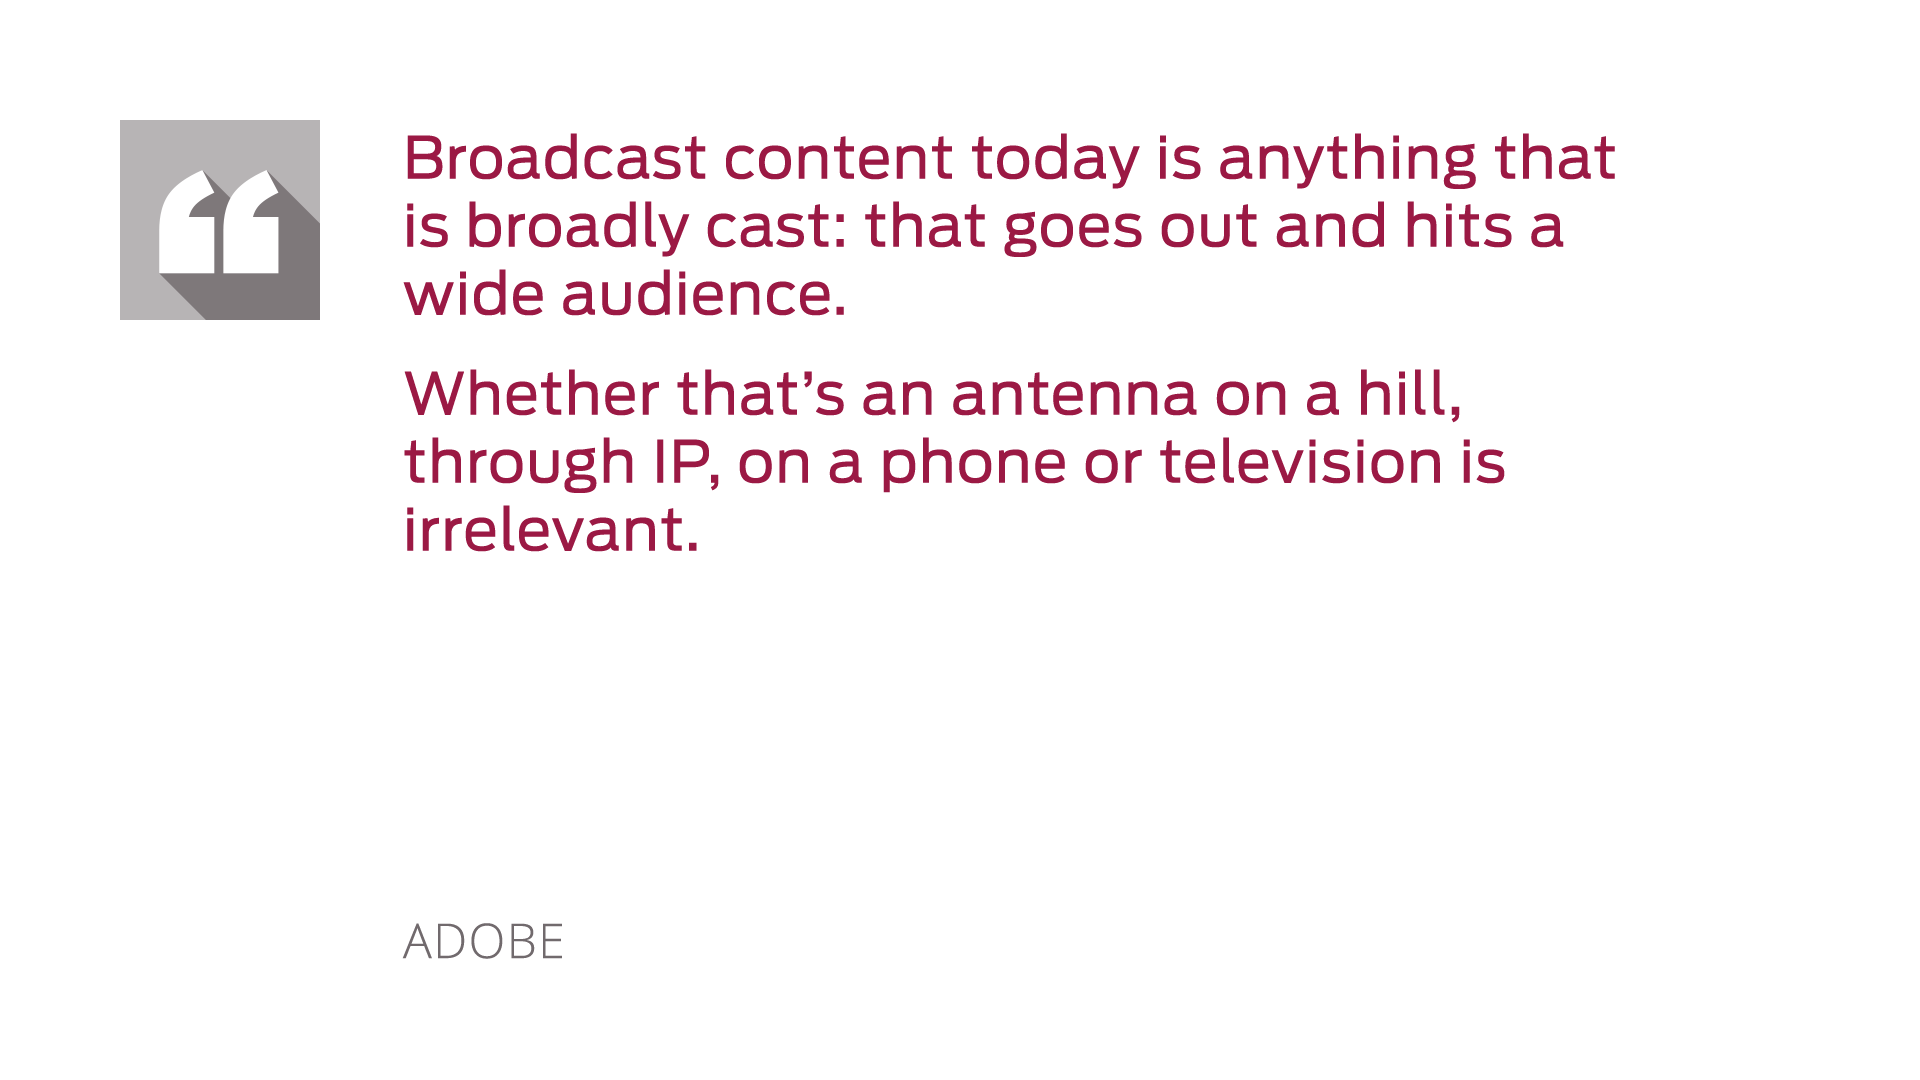 Broadcast content today is anything that
is broadly cast: that goes out and hits a
wide audience.
Whether that’s an antenna on a hill,
through IP, on a phone or television is
irrelevant.
ADOBE